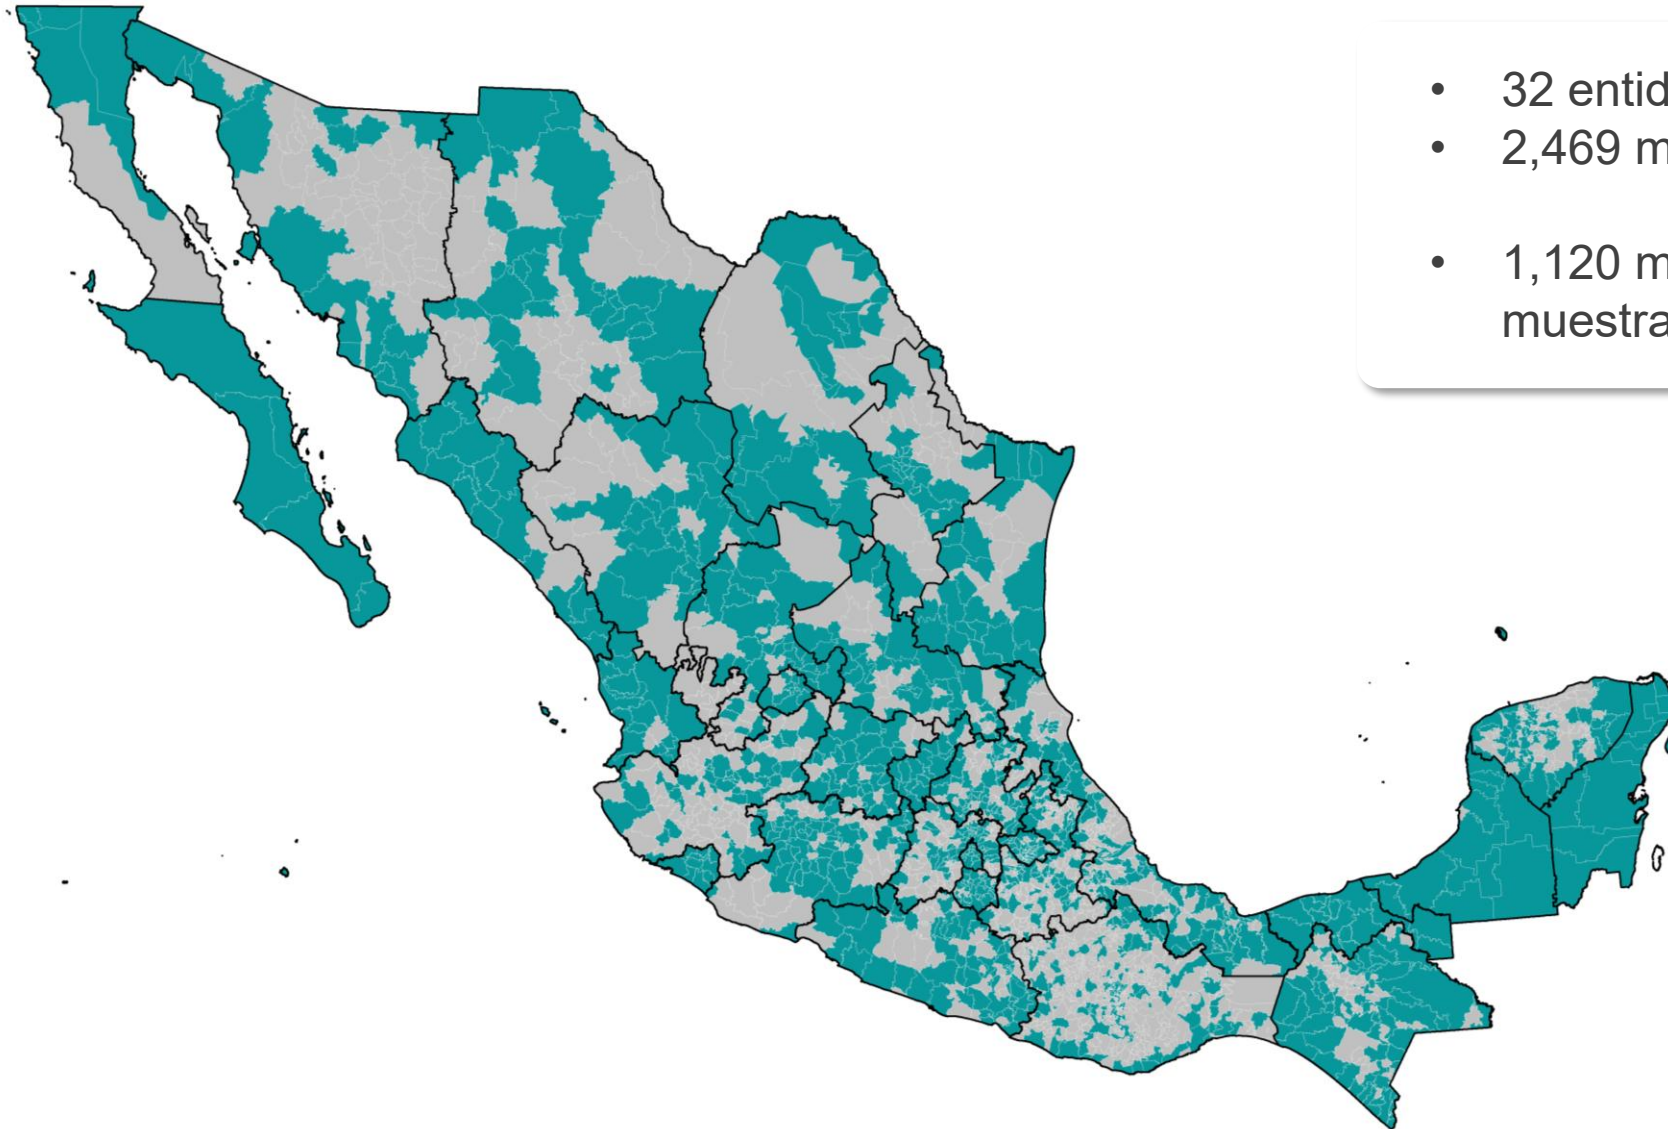 • 32 entid
• 2,469 m
• 1,120 m
muestra